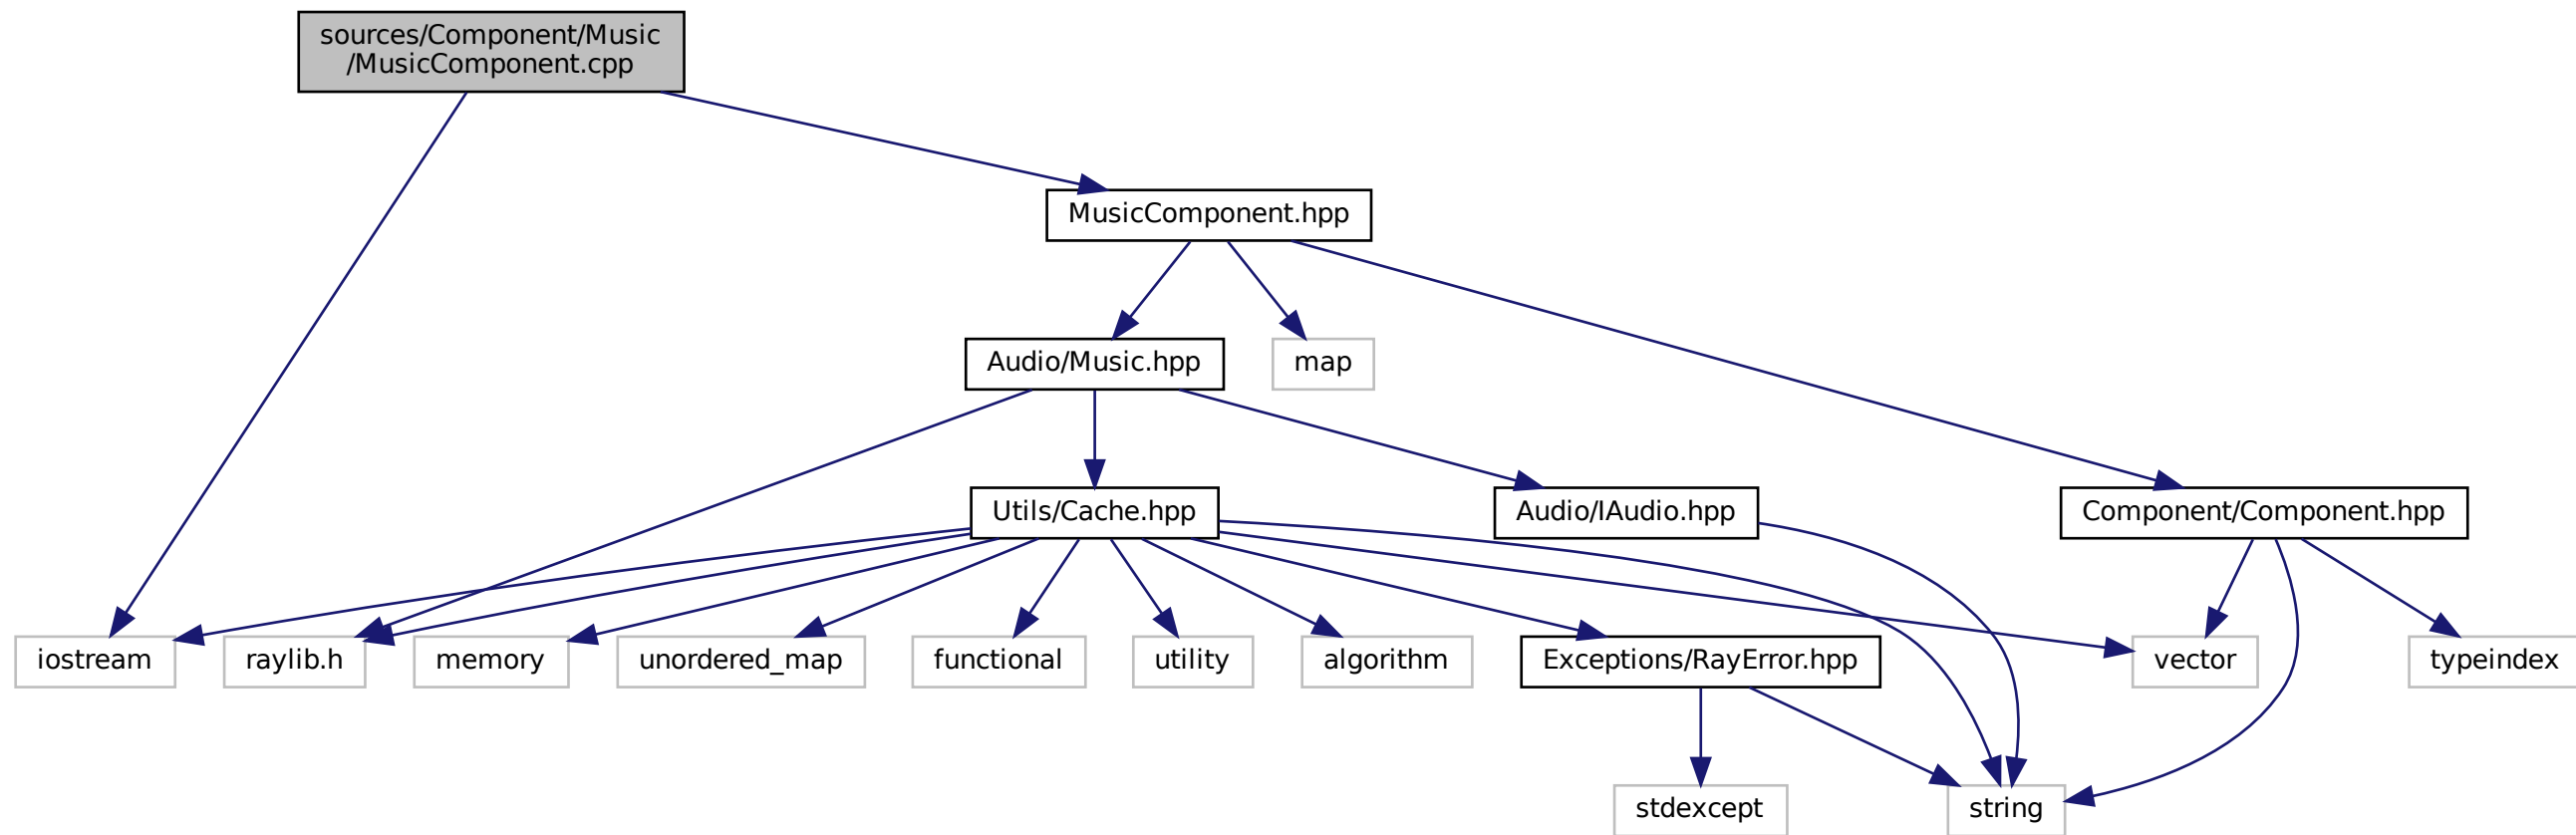 sources/Component/Music
/MusicComponent.cpp
MusicComponent.hpp
Audio/Music.hpp
map
Utils/Cache.hpp
Audio/IAudio.hpp
Component/Component.hpp
iostream
raylib.h
memory
unordered_map
functional
utility
algorithm
Exceptions/RayError.hpp
vector
typeindex
stdexcept
string